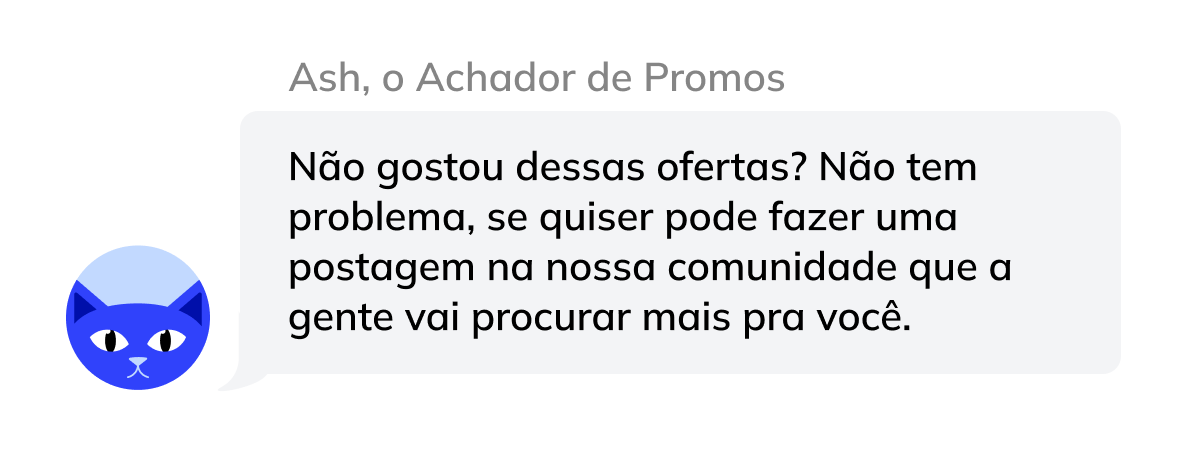 Ash, o Achador de Promos
Não gostou dessas ofertas? Não tem
problema, se quiser pode fazer uma
postagem na nossa comunidade que a
gente vai procurar mais pra você.